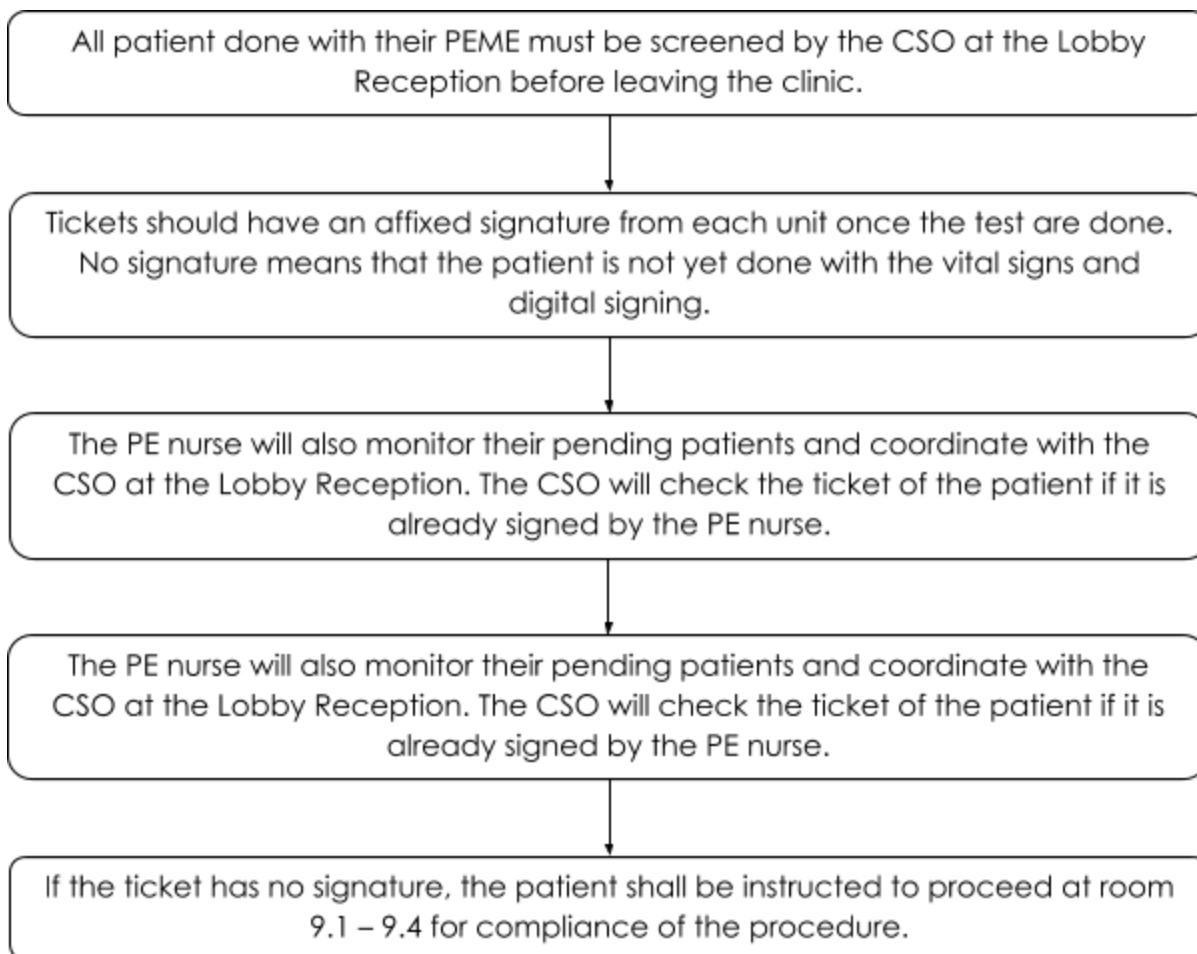 All patient done with their PEME must be screened by the CSO at the Lobby
Reception before leaving the clinic.
Tickets should have an affixed signature from each unit once the test are done.
No signature means that the patient is not yet done with the vital signs and
digital signing.
The PE nurse will also monitor their pending patients and coordinate with the
CSO at the Lobby Reception. The CSO will check the ticket of the patient if it is
already signed by the PE nurse.
The PE nurse will also monitor their pending patients and coordinate with the
CSO at the Lobby Reception. The CSO will check the ticket of the patient if it is
already signed by the PE nurse.
If the ticket has no signature, the patient shall be instructed to proceed at room
9.1 – 9.4 for compliance of the procedure.